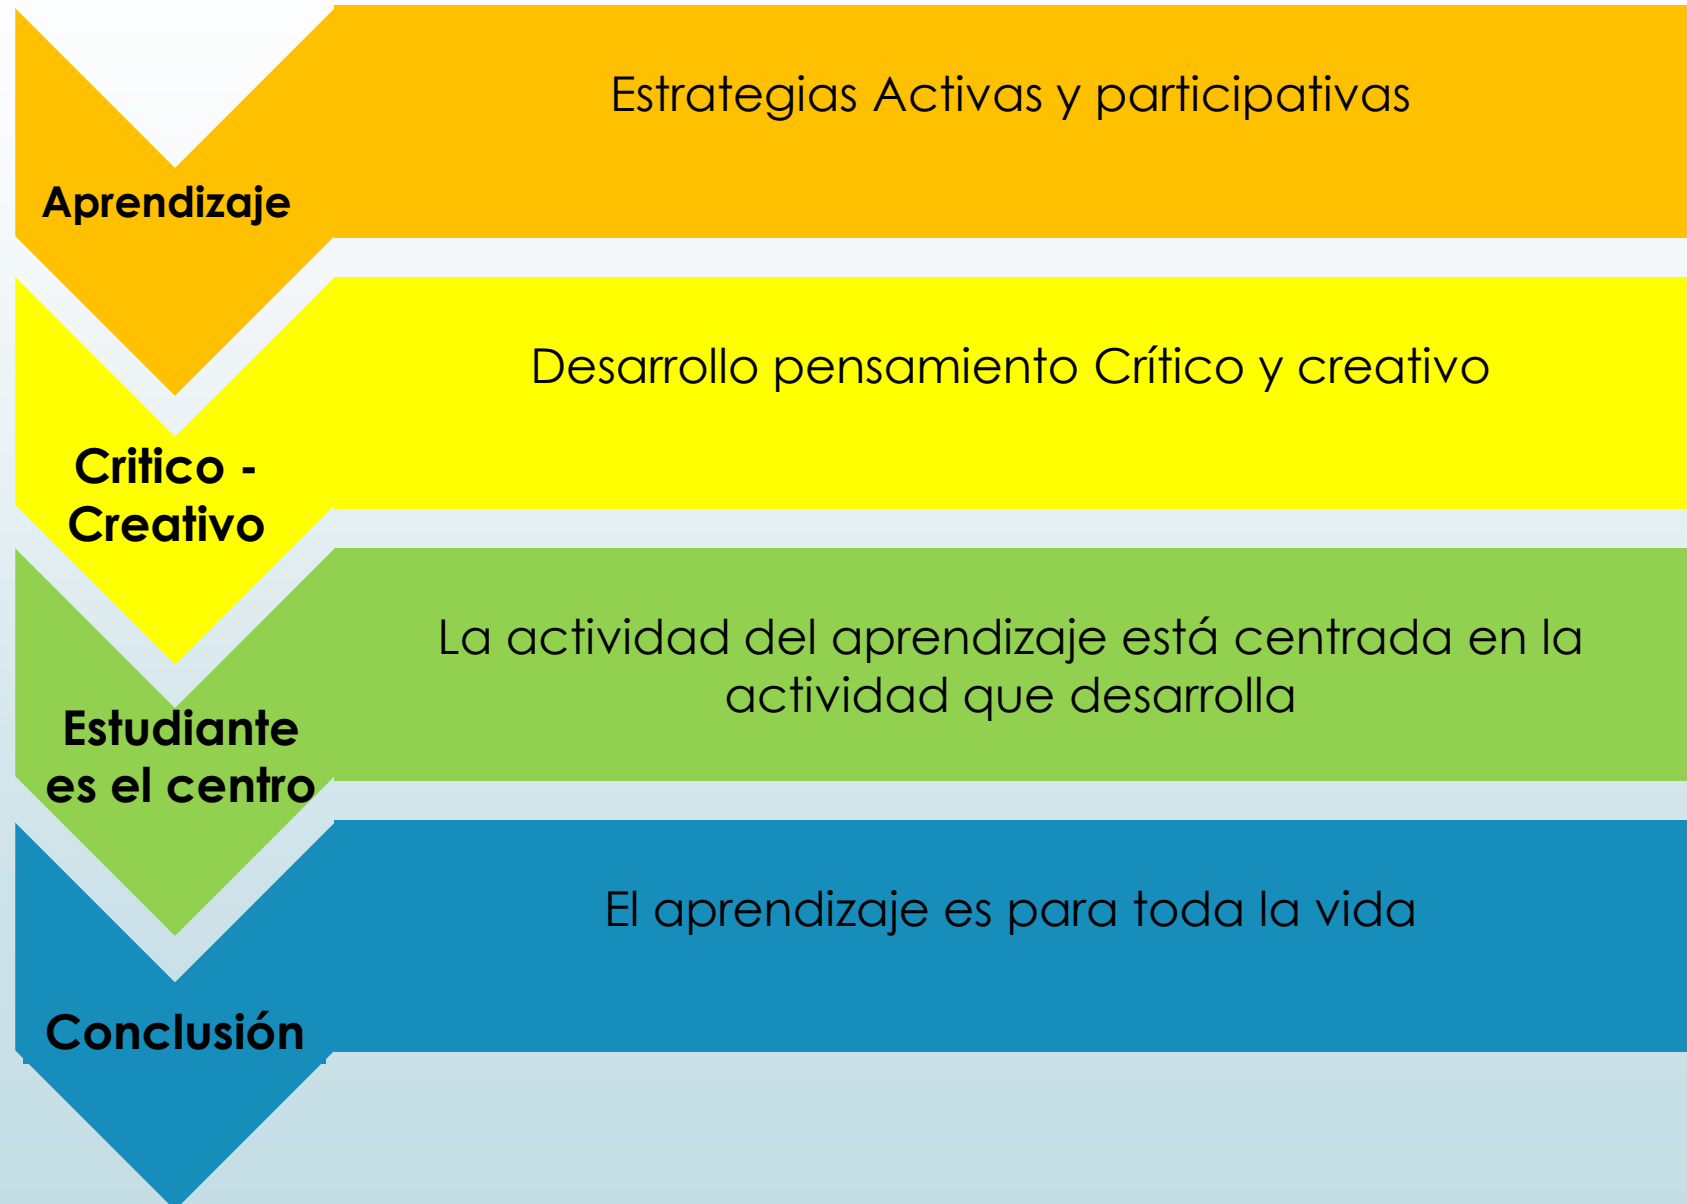 Estrategias Activas y participativas
Aprendizaje
Desarrollo pensamiento Crítico y creativo
Critico -
Creativo
La actividad del aprendizaje está centrada en la
actividad que desarrolla
Estudiante
es el centro
El aprendizaje es para toda la vida
Conclusión